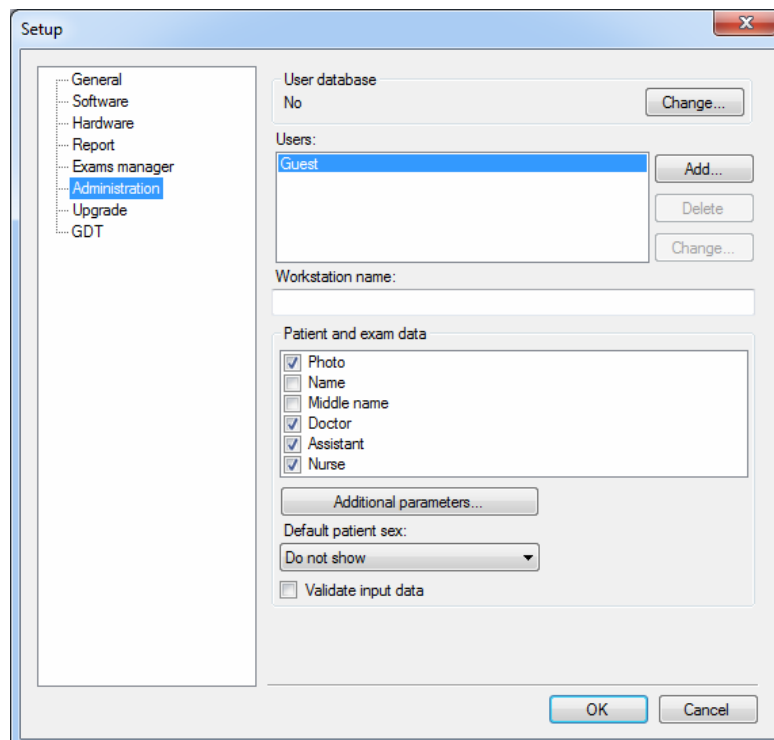 Setup
General
Software
Hardware
Report
Exams manager
Administration
Upgrade
GDT
User database
No
Change...
Users:
Guest
Add...
Delete
Change...
Workstation name:
Patient and exam data
Photo
Name
Middle name
Doctor
Assistant
Nurse
Additional parameters...
Default patient sex:
Do not show
Validate input data
OK
Cancel